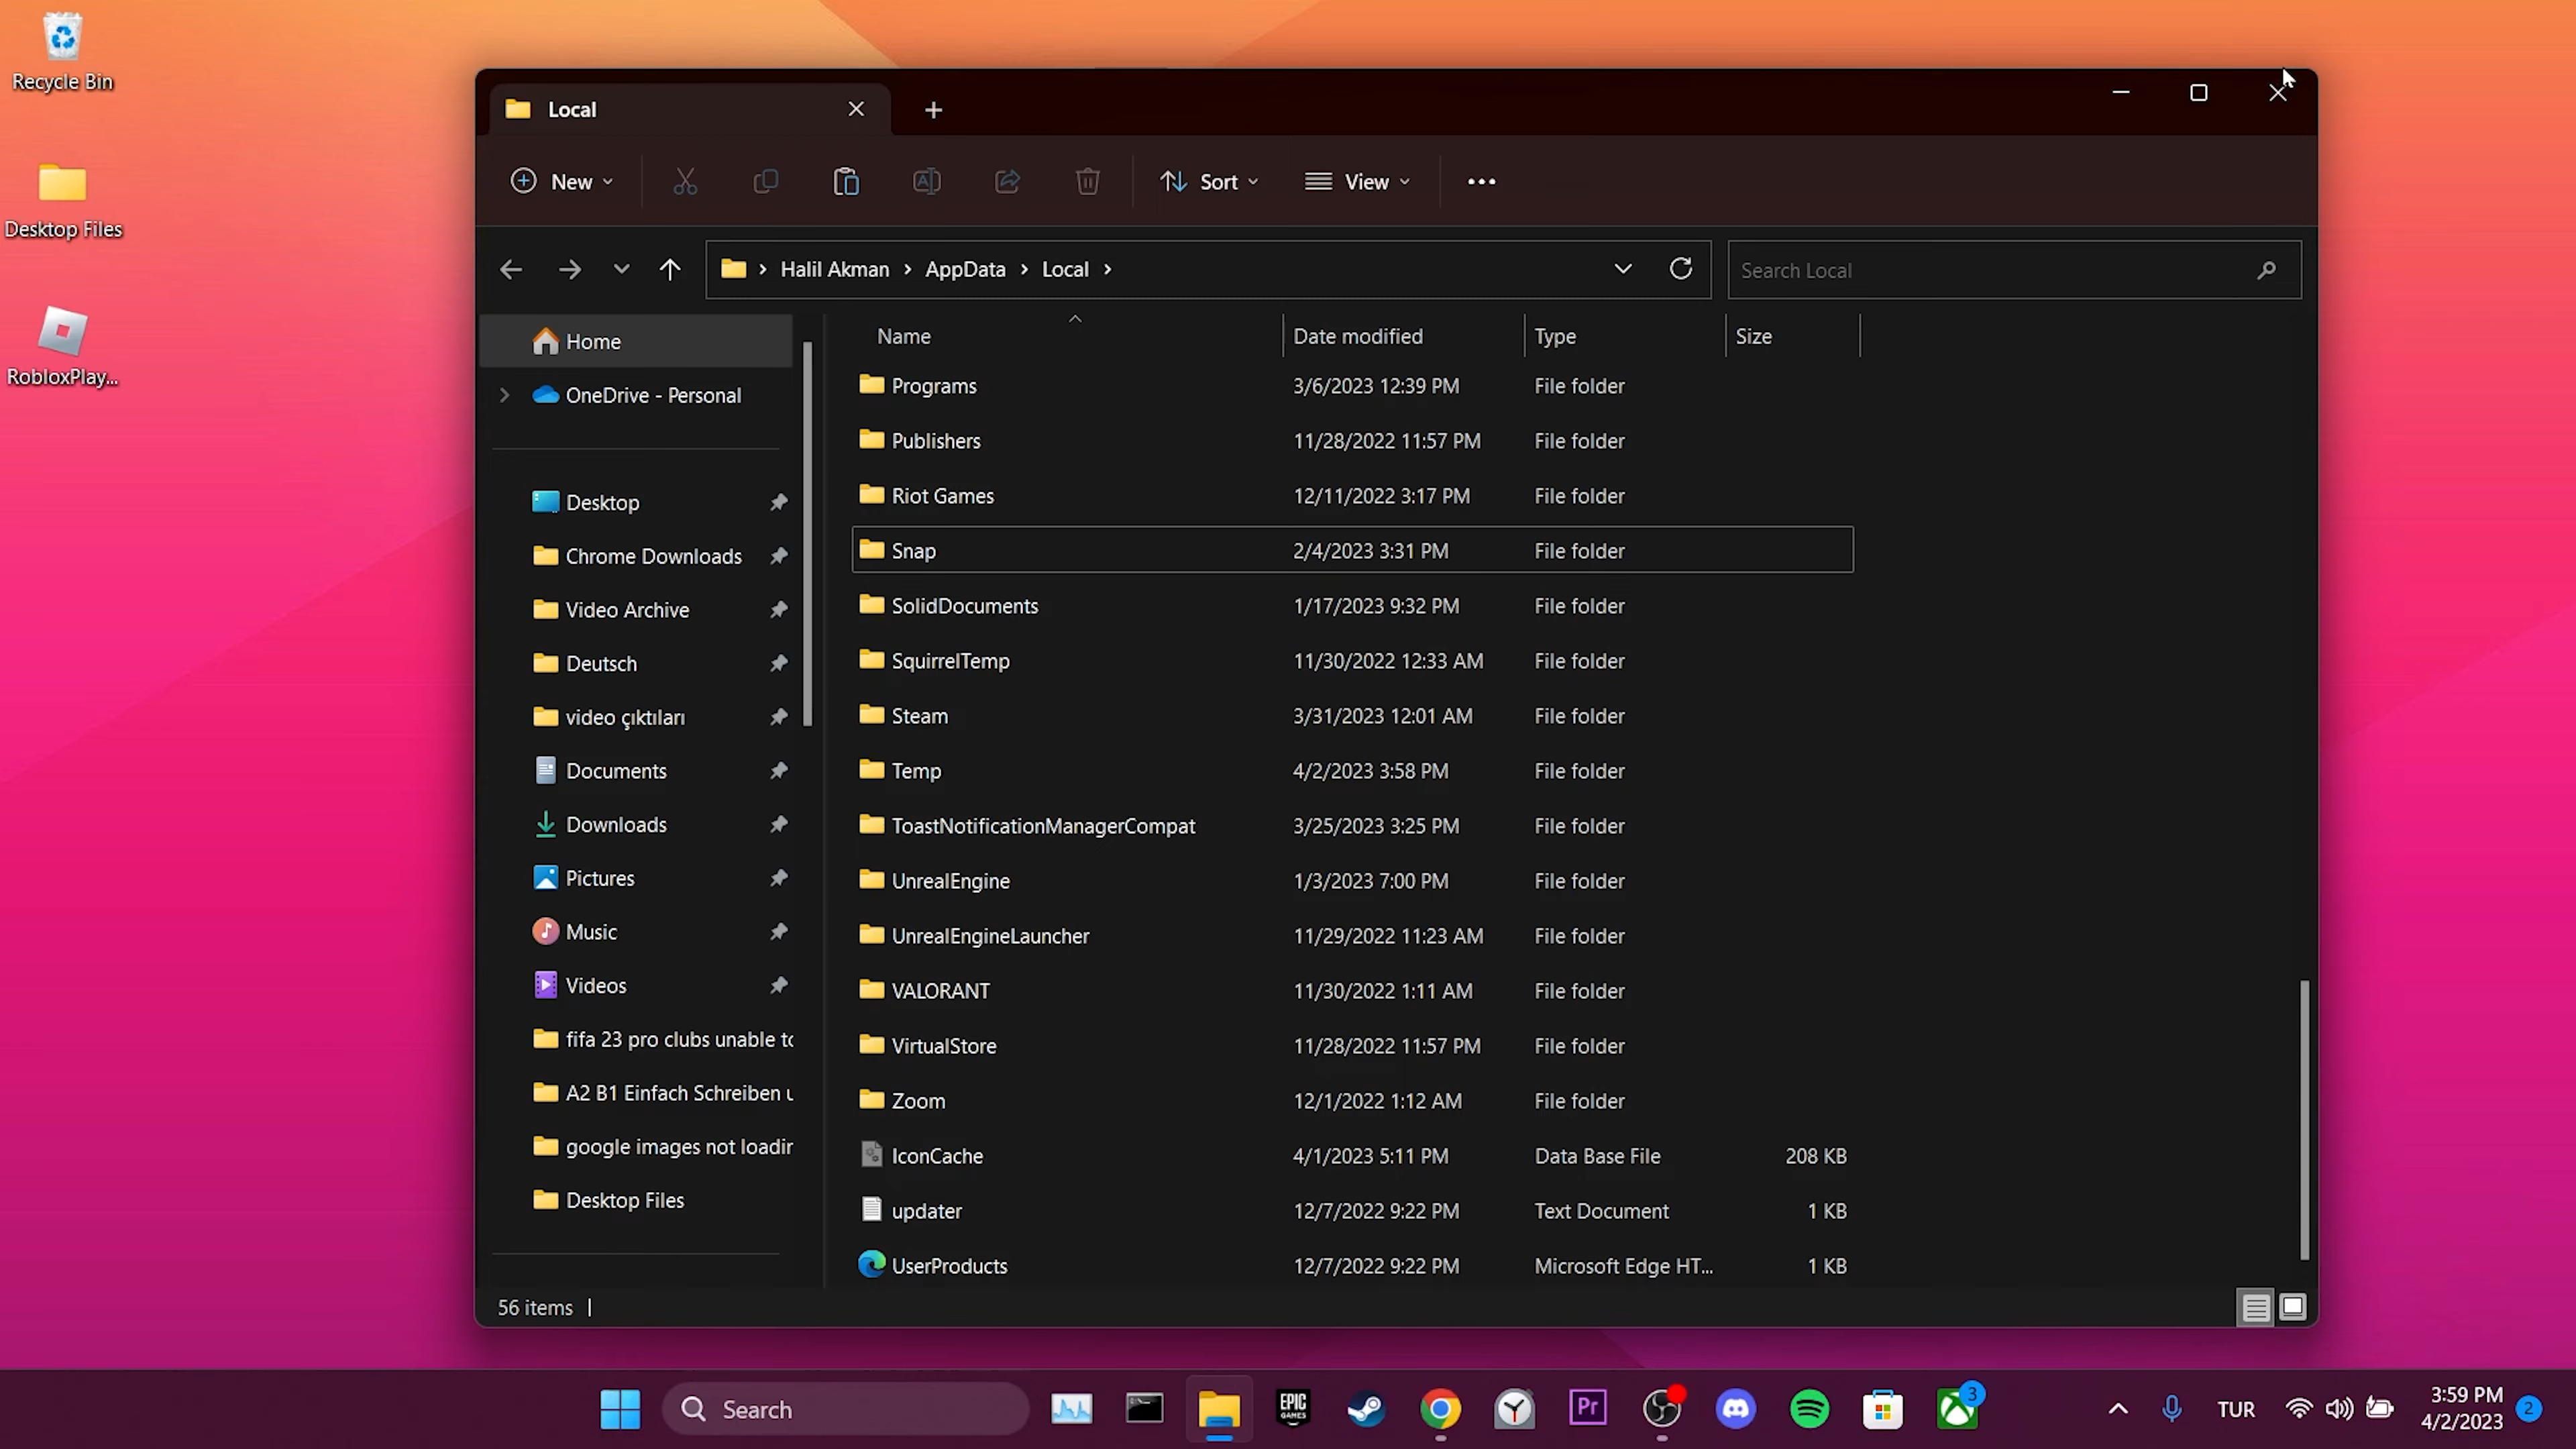 Recycle Bin
Desktop Files
RobloxPlay...
Local
New
Sort
View
Halil Akman > AppData > Local >
Search Local
Home
OneDrive - Personal
Desktop
Chrome Downloads
Video Archive
Deutsch
video çıktıları
Documents
Downloads
Pictures
Music
Videos
fifa 23 pro clubs unable to
A2 B1 Einfach Schreiben u
google images not loadin
Desktop Files
Name Date modified Type Size
Programs 3/6/2023 12:39 PM File folder
Publishers 11/28/2022 11:57 PM File folder
Riot Games 12/11/2022 3:17 PM File folder
Snap 2/4/2023 3:31 PM File folder
SolidDocuments 1/17/2023 9:32 PM File folder
SquirrelTemp 11/30/2022 12:33 AM File folder
Steam 3/31/2023 12:01 AM File folder
Temp 4/2/2023 3:58 PM File folder
ToastNotificationManagerCompat 3/25/2023 3:25 PM File folder
UnrealEngine 1/3/2023 7:00 PM File folder
UnrealEngineLauncher 11/29/2022 11:23 AM File folder
VALORANT 11/30/2022 1:11 AM File folder
VirtualStore 11/28/2022 11:57 PM File folder
Zoom 12/1/2022 1:12 AM File folder
IconCache 4/1/2023 5:11 PM Data Base File 208 KB
updater 12/7/2022 9:22 PM Text Document 1 KB
UserProducts 12/7/2022 9:22 PM Microsoft Edge HT... 1 KB
56 items
Search
EPIC
GAMES
Pr
3
TUR
3:59 PM
4/2/2023
2